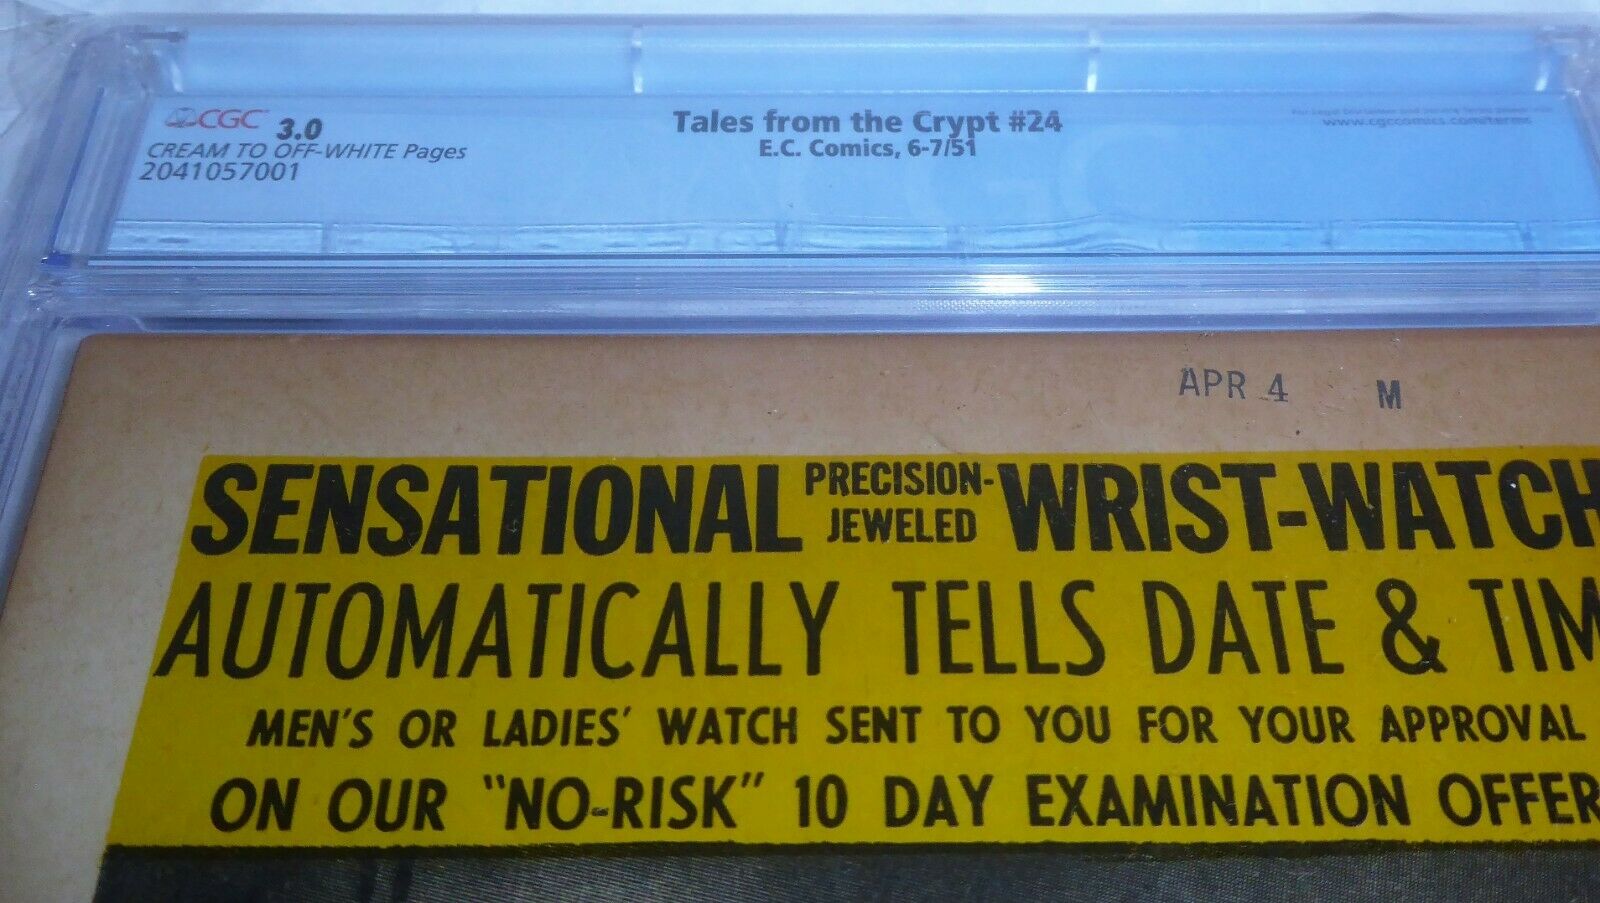 CGC 3.0
CREAM TO OFF-WHITE Pages
2041057001
Tales from the Crypt #24
E.C. Comics, 6-7/51
www.cgccomics.com/terms
CGC
APR 4 M
SENSATIONAL PRECISION-JEWELED WRIST-WATCH
AUTOMATICALLY TELLS DATE & TIM
MEN'S OR LADIES' WATCH SENT TO YOU FOR YOUR APPROVAL
ON OUR "NO-RISK" 10 DAY EXAMINATION OFFER